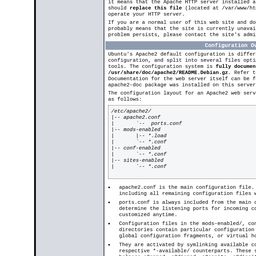 it means that the Apache HTTP server installed a
should replace this file (located at /var/www/ht
operate your HTTP server.
If you are a normal user of this web site and do
probably means that the site is currently unavai
problem persists, please contact the site's admi
Configuration O
Ubuntu's Apache2 default configuration is differ
configuration, and split into several files opti
tools. The configuration system is fully documen
/usr/share/doc/apache2/README.Debian.gz. Refer t
Documentation for the web server itself can be f
apache2-doc package was installed on this server
The configuration layout for an Apache2 web serv
as follows:
/etc/apache2/
|-- apache2.conf
|       `--  ports.conf
|-- mods-enabled
|       |-- *.load
|       `-- *.conf
|-- conf-enabled
|       `-- *.conf
|-- sites-enabled
|       `-- *.conf
• apache2.conf is the main configuration file.
including all remaining configuration files w
• ports.conf is always included from the main c
determine the listening ports for incoming co
customized anytime.
• Configuration files in the mods-enabled/, con
directories contain particular configuration
global configuration fragments, or virtual ho
• They are activated by symlinking available co
respective *-available/ counterparts. These s